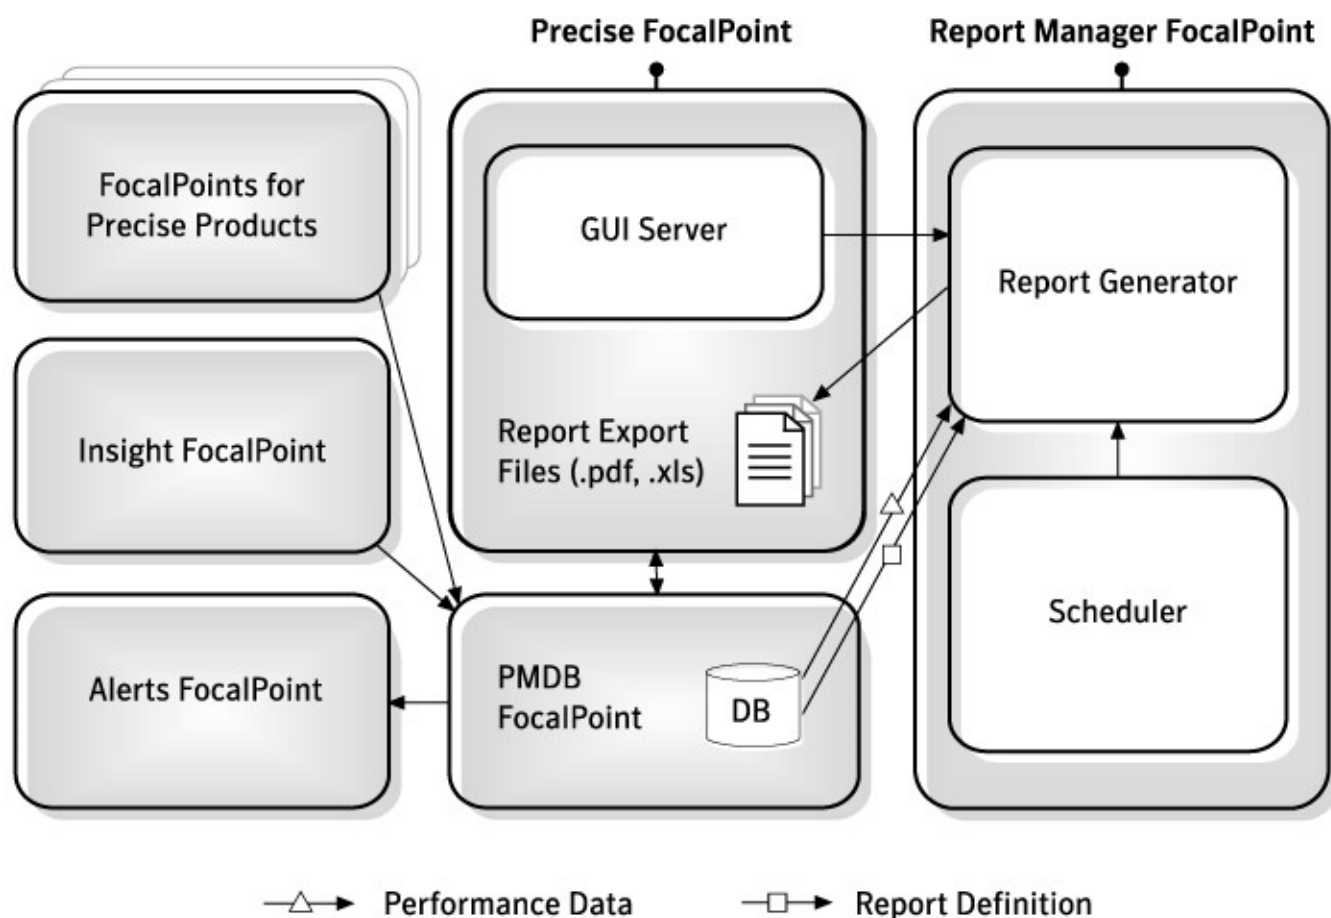 Precise FocalPoint
Report Manager FocalPoint
FocalPoints for
Precise Products
GUI Server
Report Generator
Insight FocalPoint
Report Export
Files (.pdf, .xls)
Scheduler
Alerts FocalPoint
PMDB
FocalPoint
DB
Performance Data
Report Definition